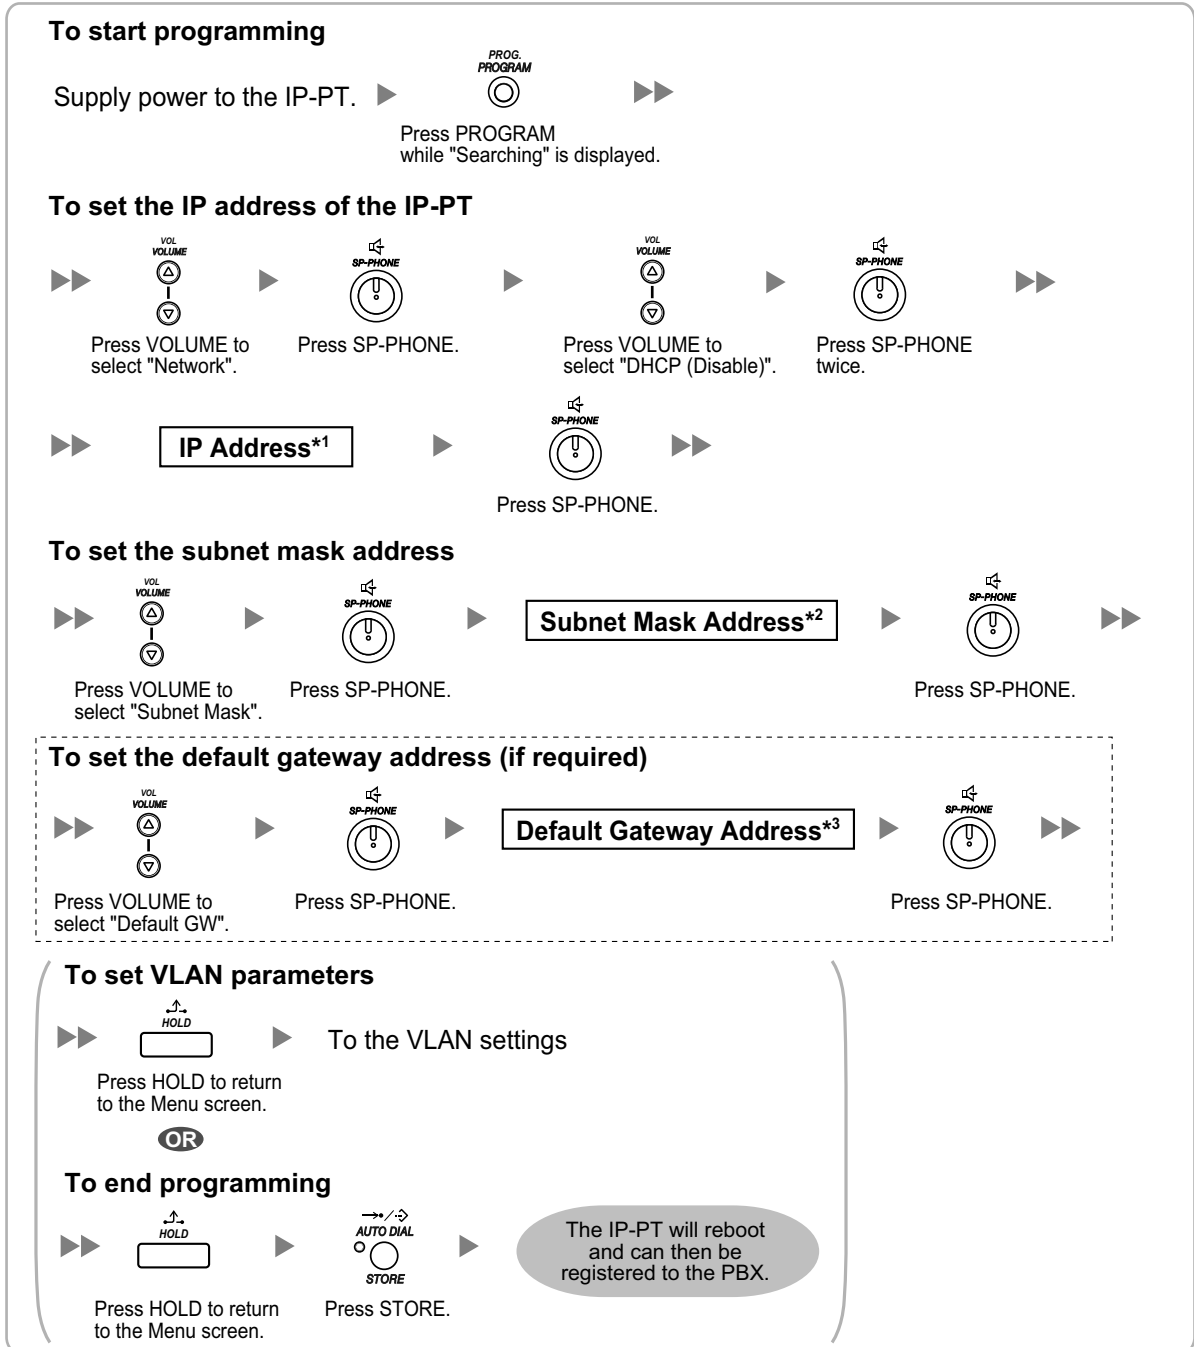 To start programming
Supply power to the IP-PT.
PROG.
PROGRAM
Press PROGRAM
while "Searching" is displayed.
To set the IP address of the IP-PT
VOL
VOLUME
Press VOLUME to
select "Network".
SP-PHONE
Press SP-PHONE.
VOL
VOLUME
Press VOLUME to
select "DHCP (Disable)".
SP-PHONE
Press SP-PHONE
twice.
IP Address*1
SP-PHONE
Press SP-PHONE.
To set the subnet mask address
VOL
VOLUME
Press VOLUME to
select "Subnet Mask".
SP-PHONE
Press SP-PHONE.
Subnet Mask Address*2
SP-PHONE
Press SP-PHONE.
To set the default gateway address (if required)
VOL
VOLUME
Press VOLUME to
select "Default GW".
SP-PHONE
Press SP-PHONE.
Default Gateway Address*3
SP-PHONE
Press SP-PHONE.
To set VLAN parameters
HOLD
Press HOLD to return
to the Menu screen.
To the VLAN settings
OR
To end programming
HOLD
Press HOLD to return
to the Menu screen.
AUTO DIAL
STORE
Press STORE.
The IP-PT will reboot
and can then be
registered to the PBX.